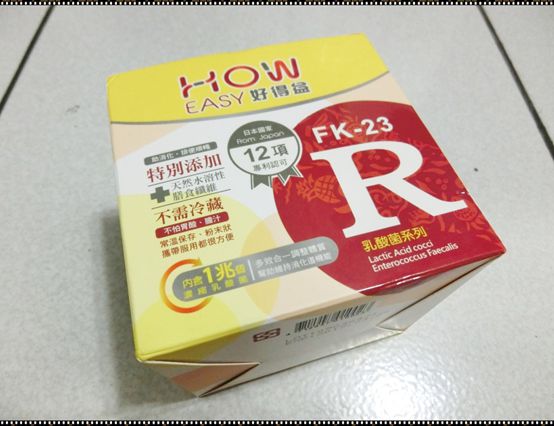 HOW
EASY 好得益
日本國家
from Japan
12項
專利認可
FK-23
R
乳酸菌系列
Lactic Acid cocci
Enterococcus Faecalis
助消化‧排便順暢
特別添加
+天然水溶性
膳食纖維
不需冷藏
不怕胃酸、膽汁
常溫保存、粉末狀
攜帶服用都很方便
內含1兆個
濃縮乳酸菌
多效合一調整體質
幫助維持消化道機能